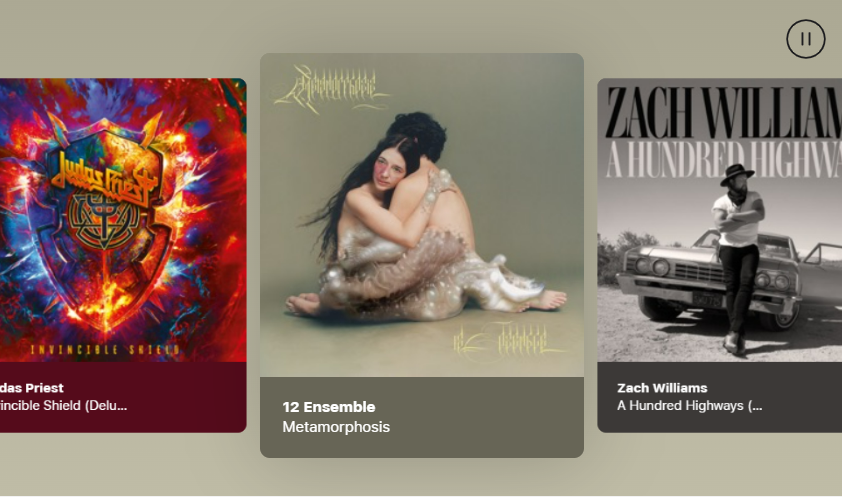 Judas Priest
INVINCIBLE SHIELD
das Priest
incible Shield (Delu...
Metamorphosis
12 Ensemble
Metamorphosis
ZACH WILLIAM
A HUNDRED HIGHWA
Zach Williams
A Hundred Highways (...